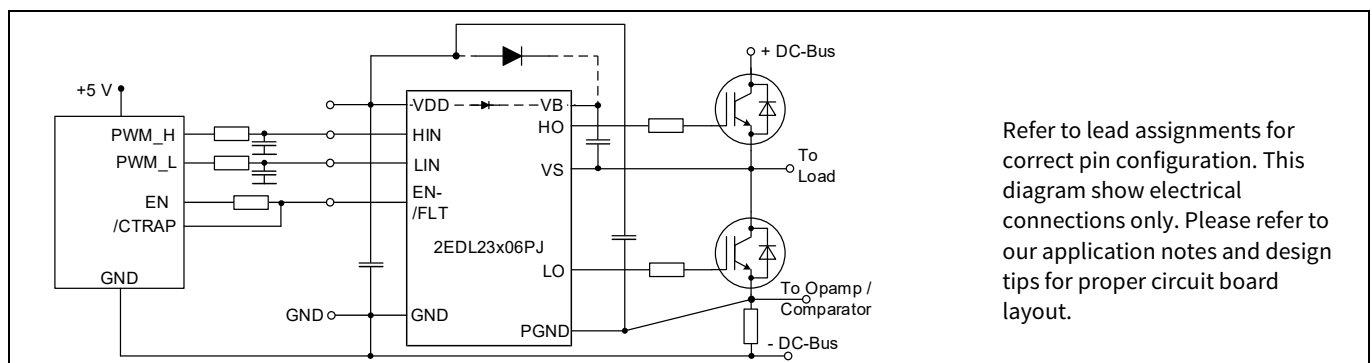 + DC-Bus
+5 V
VDD
VB
PWM_H
HIN
HO
PWM_L
LIN
VS
To
Load
EN
EN-
/FLT
/CTRAP
2EDL23x06PJ
LO
GND
To Opamp /
Comparator
GND
GND
PGND
- DC-Bus
Refer to lead assignments for
correct pin configuration. This
diagram show electrical
connections only. Please refer to
our application notes and design
tips for proper circuit board
layout.